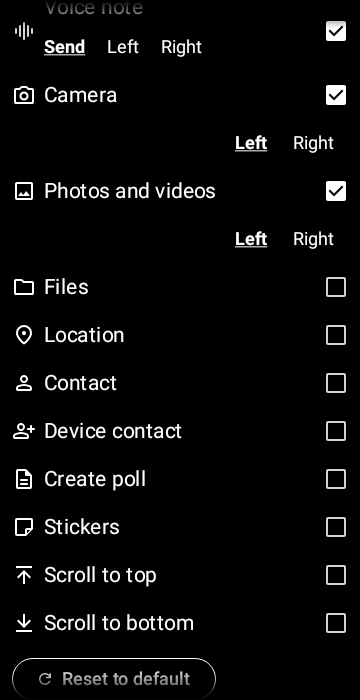 Voice note
Send Left Right
Camera
Left Right
Photos and videos
Left Right
Files
Location
Contact
Device contact
Create poll
Stickers
Scroll to top
Scroll to bottom
Reset to default